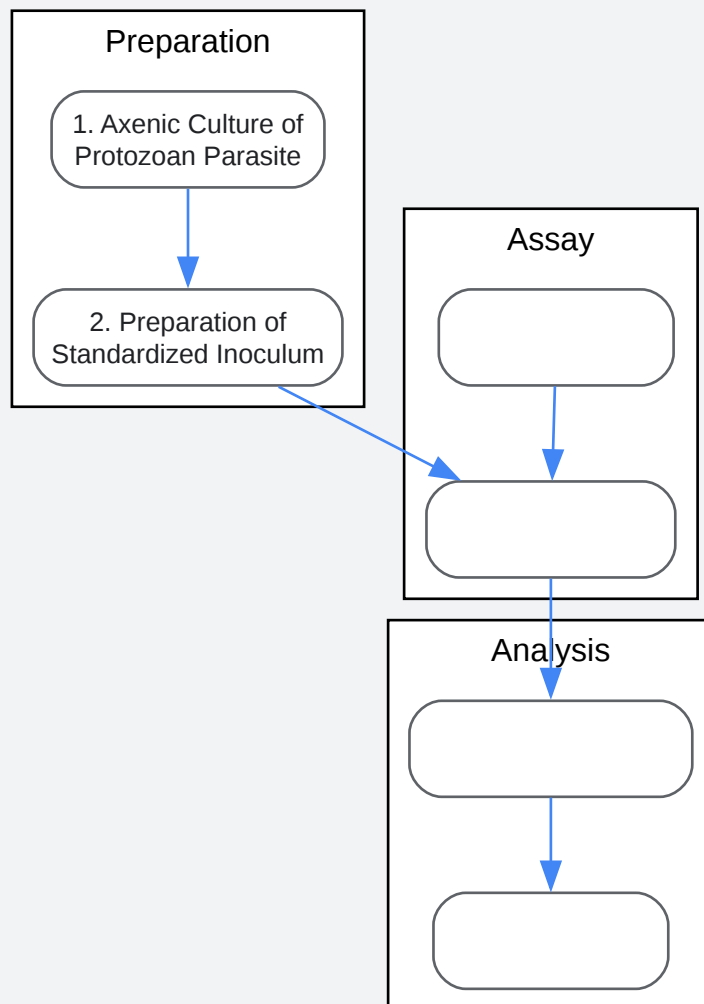 Preparation
1. Axenic Culture of
Protozoan Parasite
2. Preparation of
Standardized Inoculum
Assay
Analysis